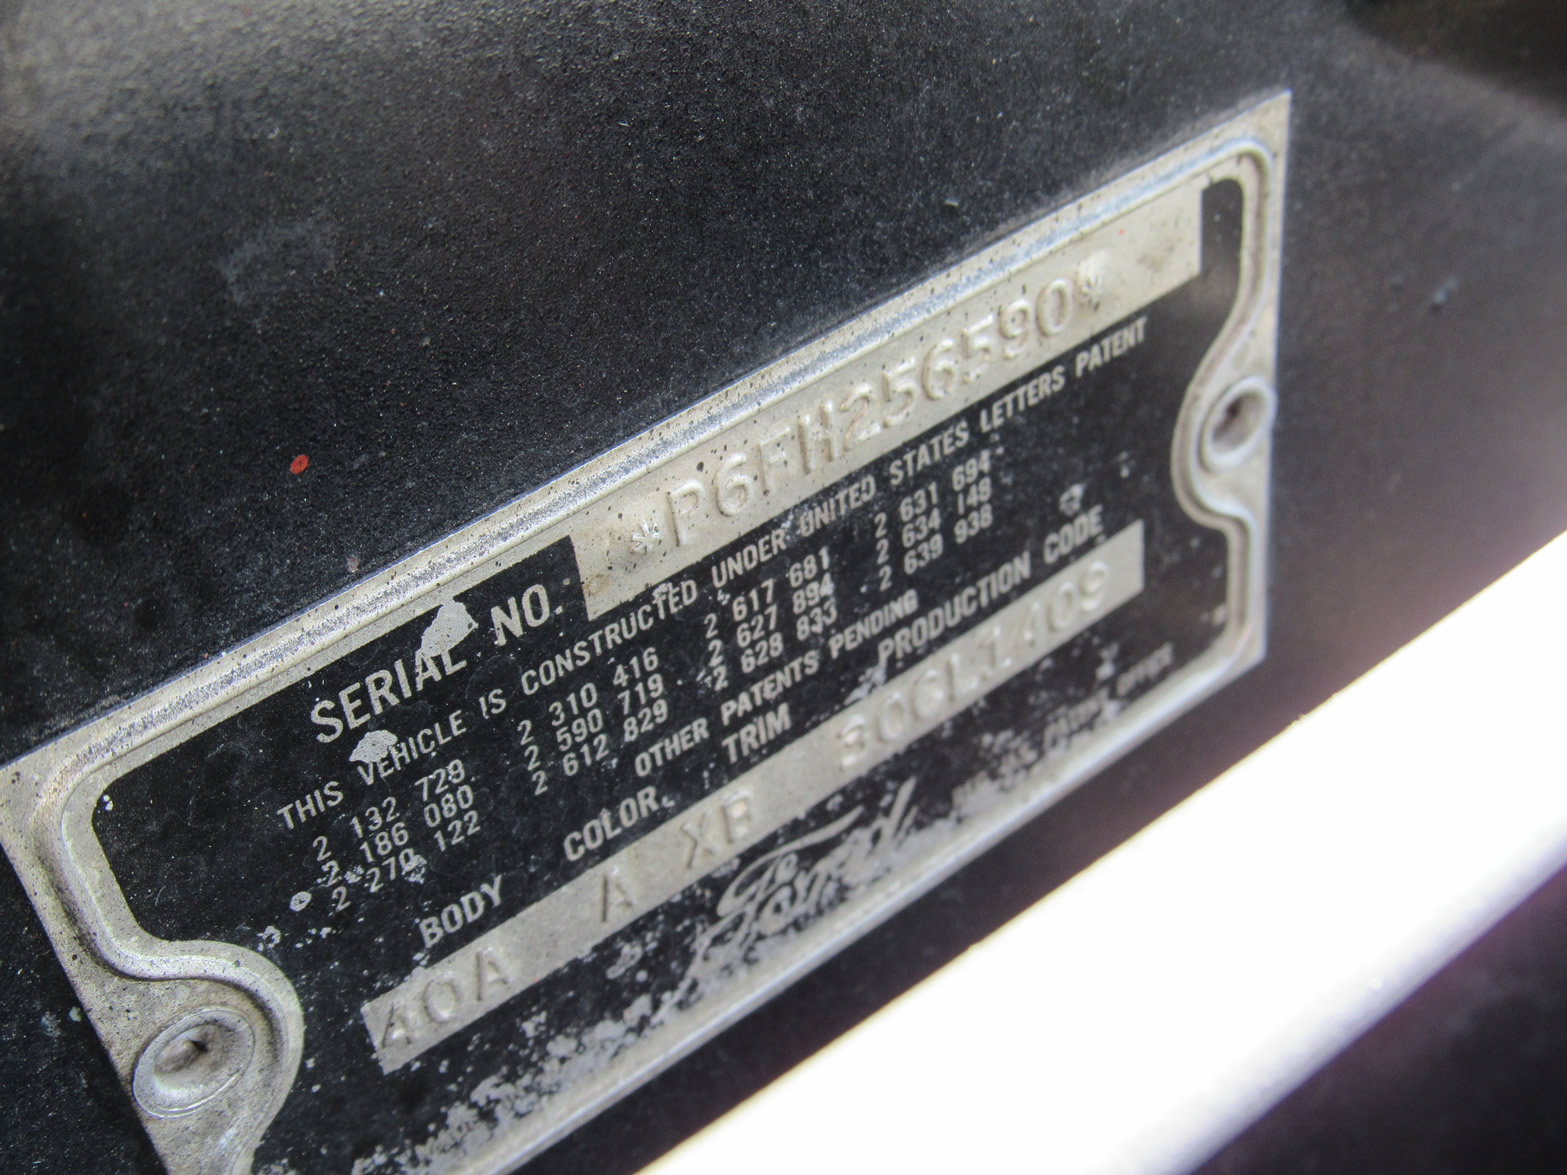 SERIAL NO. *P6FH256590*
THIS VEHICLE IS CONSTRUCTED UNDER UNITED STATES LETTERS PATENT
2 132 729 2 310 416 2 617 681 2 631 694
2 186 080 2 590 719 2 627 894 2 634 149
2 270 122 2 612 829 2 628 833 2 639 938
OTHER PATENTS PENDING
BODY COLOR TRIM PRODUCTION CODE
40A A XB 30GL1409
Ford
PATENT OFFICE